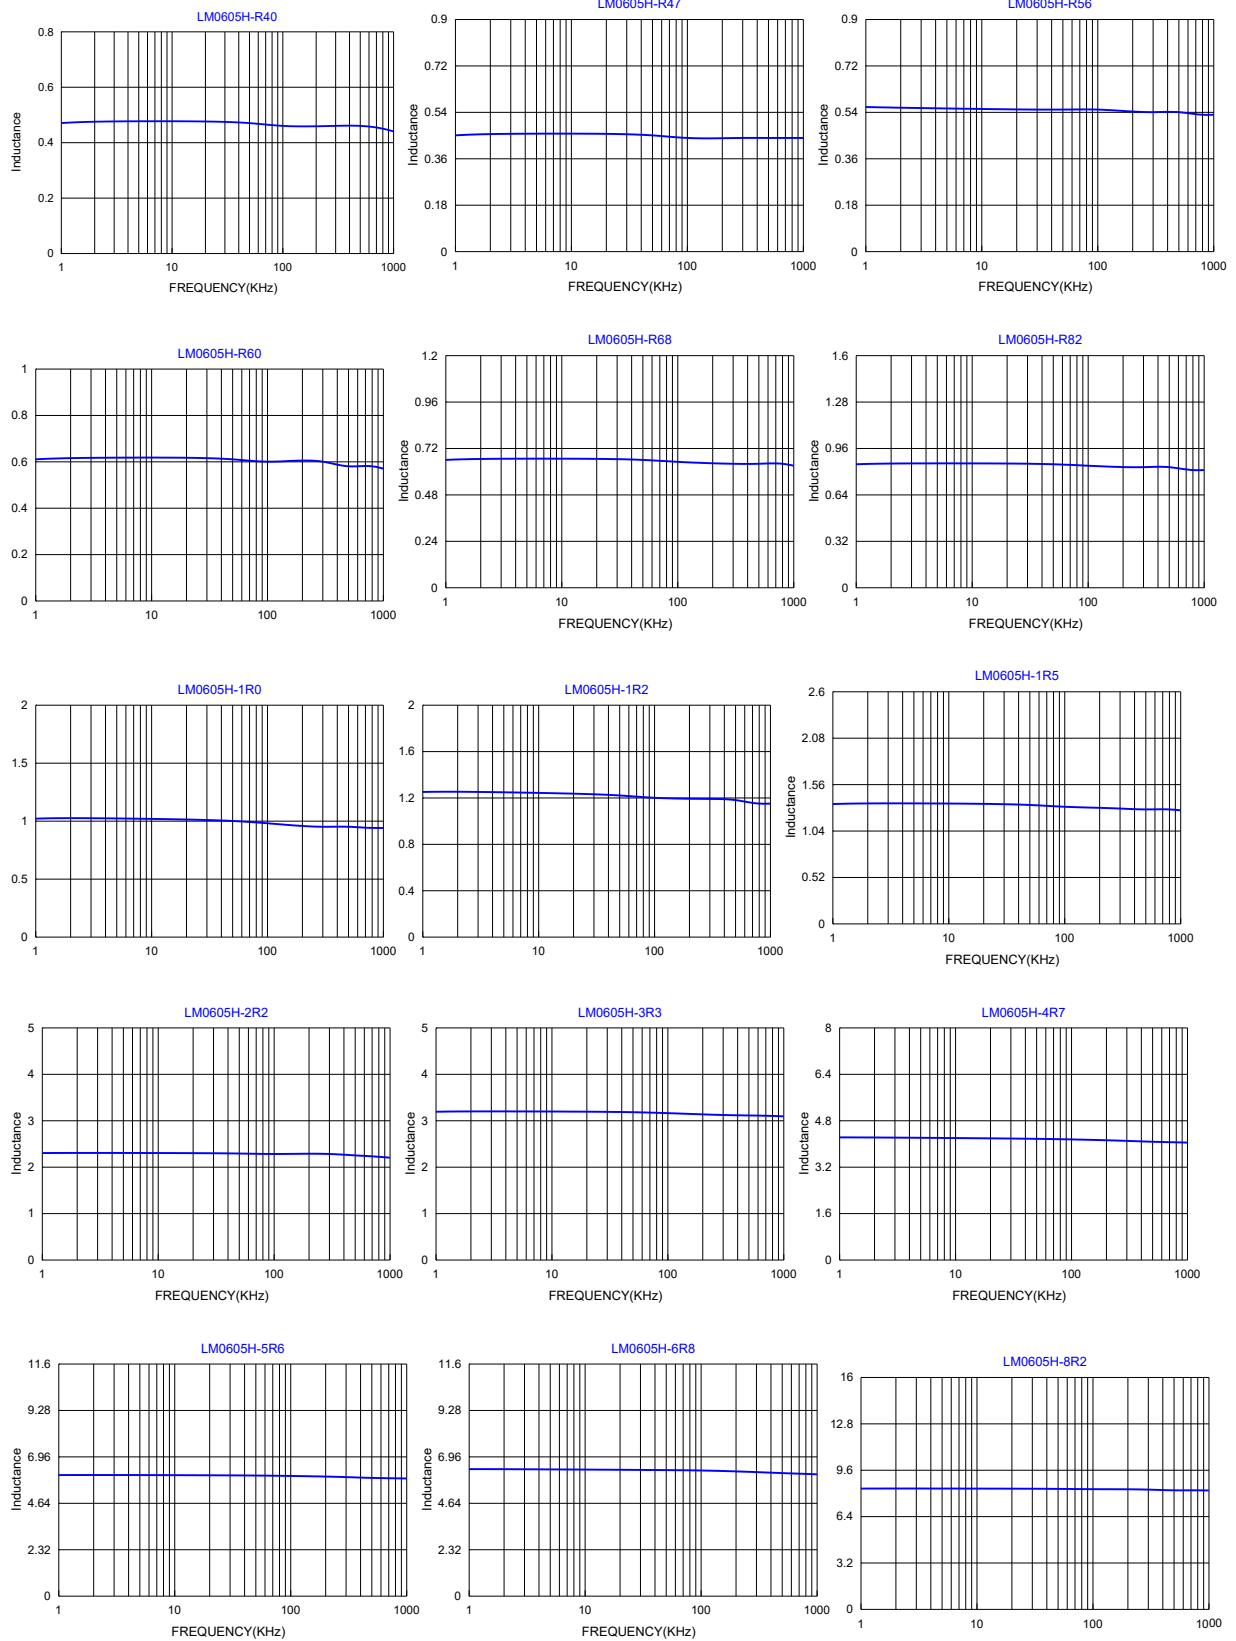 LM0605H-R40
0.8
0.6
0.4
0.2
0
Inductance
1 10 100 1000
FREQUENCY(KHz)
LM0605H-R47
0.9
0.72
0.54
0.36
0.18
0
Inductance
1 10 100 1000
FREQUENCY(KHz)
LM0605H-R56
0.9
0.72
0.54
0.36
0.18
0
Inductance
1 10 100 1000
FREQUENCY(KHz)
LM0605H-R60
1
0.8
0.6
0.4
0.2
0
1 10 100 1000
LM0605H-R68
1.2
0.96
0.72
0.48
0.24
0
Inductance
1 10 100 1000
FREQUENCY(KHz)
LM0605H-R82
1.6
1.28
0.96
0.64
0.32
0
Inductance
1 10 100 1000
FREQUENCY(KHz)
LM0605H-1R0
2
1.5
1
0.5
0
1 10 100 1000
LM0605H-1R2
2
1.6
1.2
0.8
0.4
0
1 10 100 1000
LM0605H-1R5
2.6
2.08
1.56
1.04
0.52
0
Inductance
1 10 100 1000
FREQUENCY(KHz)
LM0605H-2R2
5
4
3
2
1
0
Inductance
1 10 100 1000
FREQUENCY(KHz)
LM0605H-3R3
5
4
3
2
1
0
Inductance
1 10 100 1000
FREQUENCY(KHz)
LM0605H-4R7
8
6.4
4.8
3.2
1.6
0
Inductance
1 10 100 1000
FREQUENCY(KHz)
LM0605H-5R6
11.6
9.28
6.96
4.64
2.32
0
Inductance
1 10 100 1000
FREQUENCY(KHz)
LM0605H-6R8
11.6
9.28
6.96
4.64
2.32
0
Inductance
1 10 100 1000
FREQUENCY(KHz)
LM0605H-8R2
16
12.8
9.6
6.4
3.2
0
1 10 100 1000